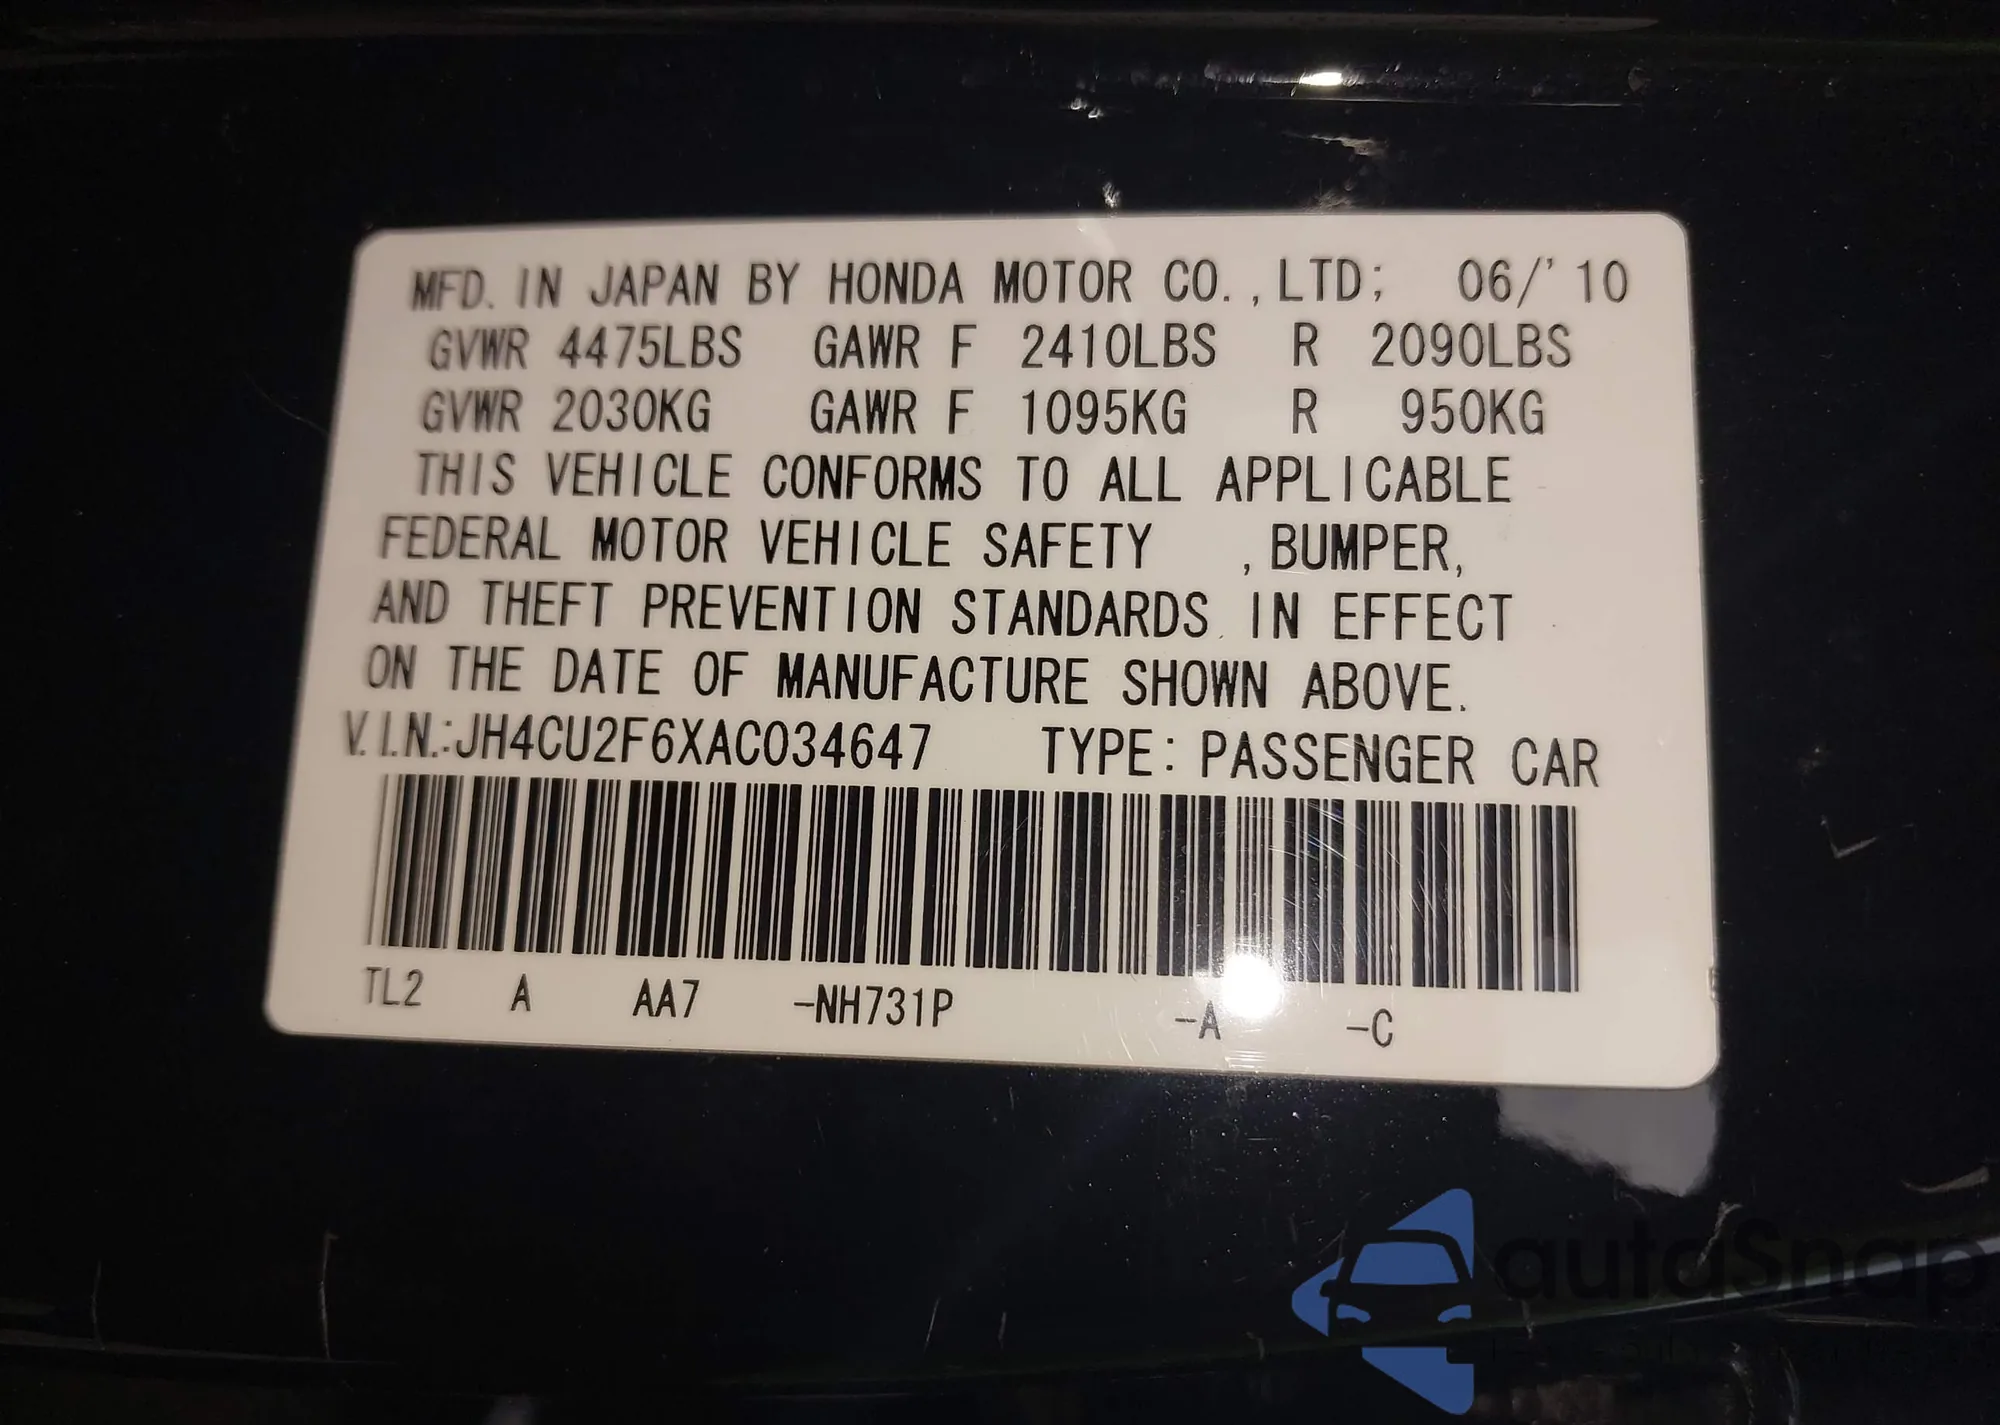 MFD. IN JAPAN BY HONDA MOTOR CO.,LTD; 06/'10
GVWR 4475LBS GAWR F 2410LBS R 2090LBS
GVWR 2030KG GAWR F 1095KG R 950KG
THIS VEHICLE CONFORMS TO ALL APPLICABLE
FEDERAL MOTOR VEHICLE SAFETY ,BUMPER,
AND THEFT PREVENTION STANDARDS IN EFFECT
ON THE DATE OF MANUFACTURE SHOWN ABOVE.
V.I.N.:JH4CU2F6XAC034647 TYPE: PASSENGER CAR
TL2 A AA7 -NH731P -A -C
autoSnap